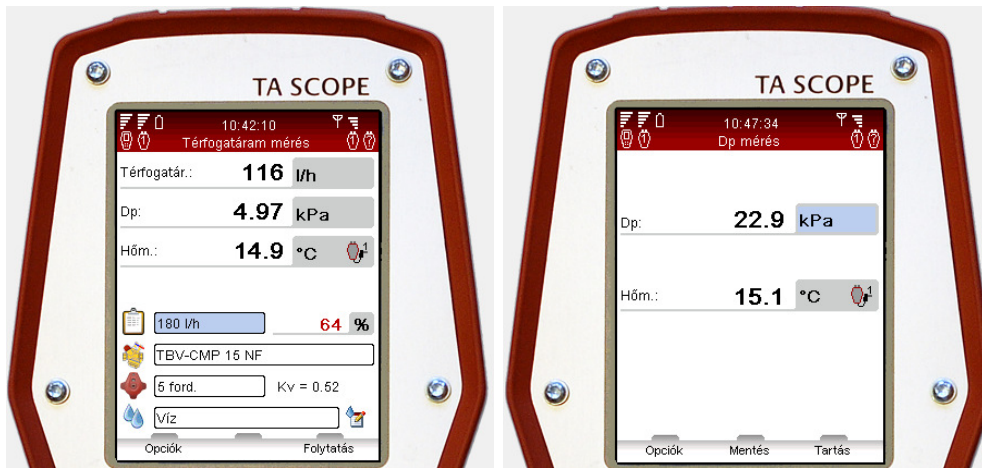 TA SCOPE
10:42:10
Térfogatáram mérés
Térfogatár.: 116 l/h
Dp: 4.97 kPa
Hőm.: 14.9 °C 1
180 l/h 64 %
TBV-CMP 15 NF
5 ford. Kv = 0.52
Víz
Opciók Folytatás
TA SCOPE
10:47:34
Dp mérés
Dp: 22.9 kPa
Hőm.: 15.1 °C 1
Opciók Mentés Tartás